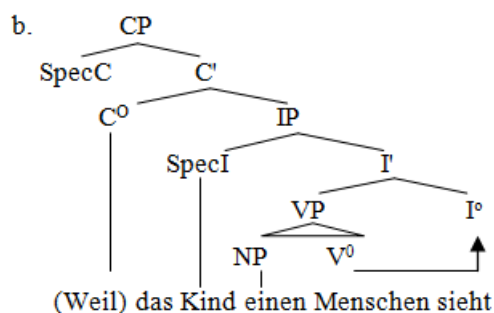 b. CP
SpecC C'
C⁰ IP
SpecI I'
VP I°
NP V⁰
(Weil) das Kind einen Menschen sieht